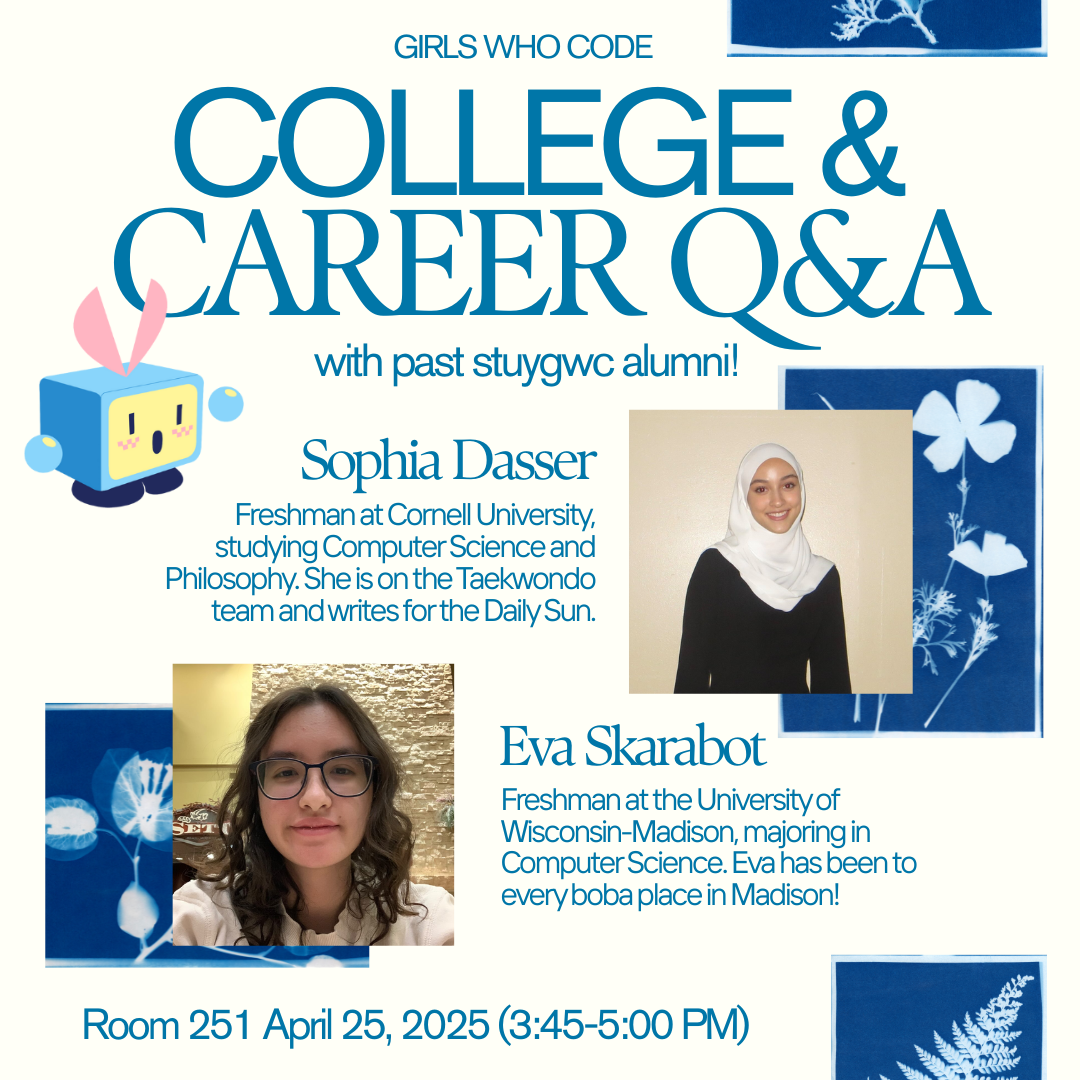 GIRLS WHO CODE
COLLEGE &
CAREER Q&A
with past stuygwc alumni!
Sophia Dasser
Freshman at Cornell University,
studying Computer Science and
Philosophy. She is on the Taekwondo
team and writes for the Daily Sun.
SET
Eva Skarabot
Freshman at the University of
Wisconsin-Madison, majoring in
Computer Science. Eva has been to
every boba place in Madison!
Room 251 April 25, 2025 (3:45-5:00 PM)